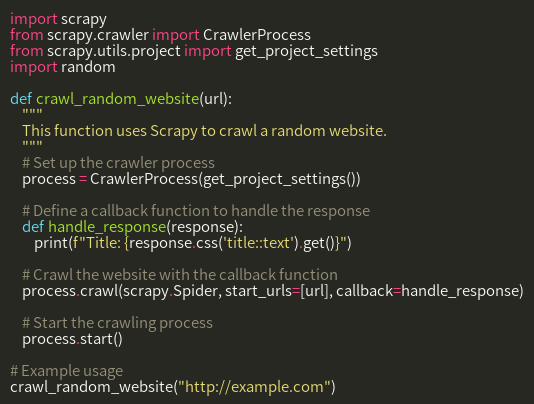 import scrapy
from scrapy.crawler import CrawlerProcess
from scrapy.utils.project import get_project_settings
import random

def crawl_random_website(url):
    """
    This function uses Scrapy to crawl a random website.
    """
    # Set up the crawler process
    process = CrawlerProcess(get_project_settings())

    # Define a callback function to handle the response
    def handle_response(response):
        print(f"Title: {response.css('title::text').get()}")

    # Crawl the website with the callback function
    process.crawl(scrapy.Spider, start_urls=[url], callback=handle_response)

    # Start the crawling process
    process.start()

# Example usage
crawl_random_website("http://example.com")